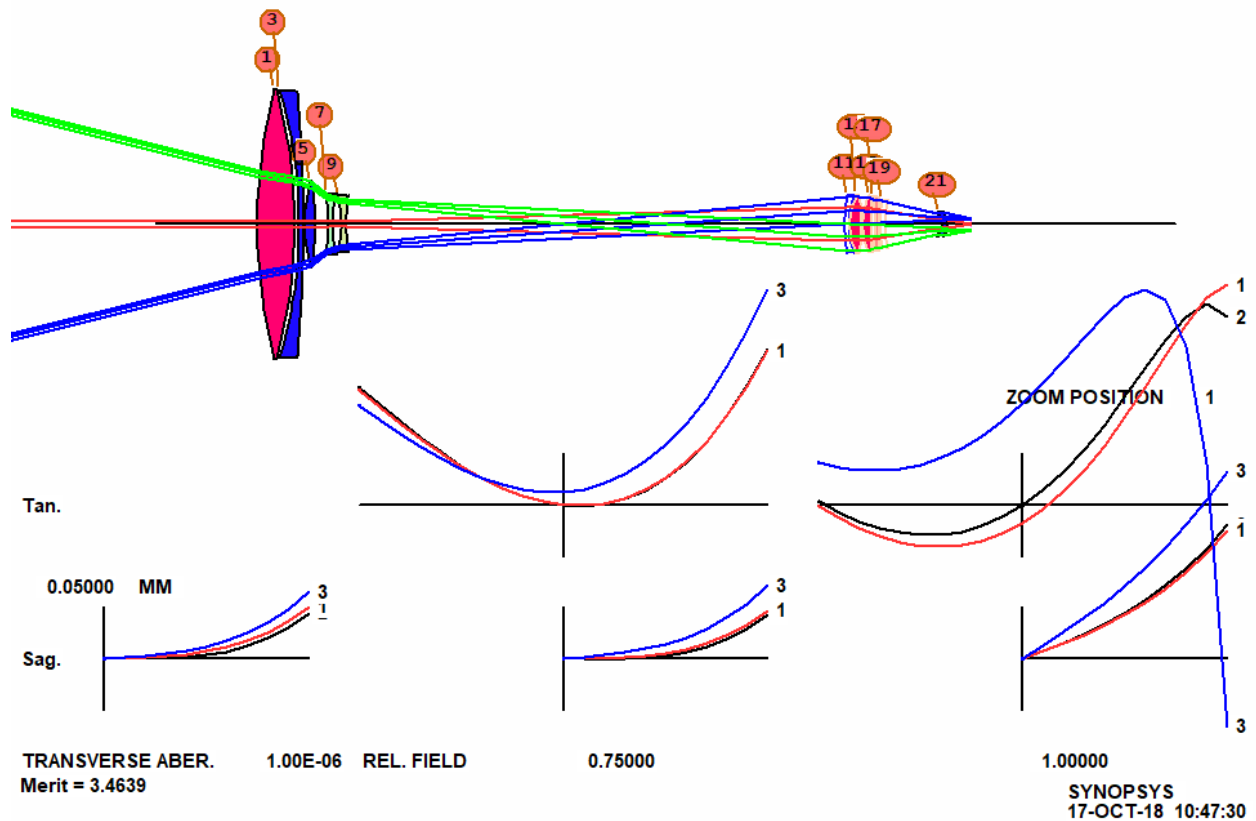 3
1
7
5
9
17
11
19
21
3
1
1
2
ZOOM POSITION 1
3
1
3
Tan.
0.05000 MM
3
1
3
1
Sag.
TRANSVERSE ABER. 1.00E-06 REL. FIELD 0.75000 1.00000
Merit = 3.4639
SYNOPSYS
17-OCT-18 10:47:30